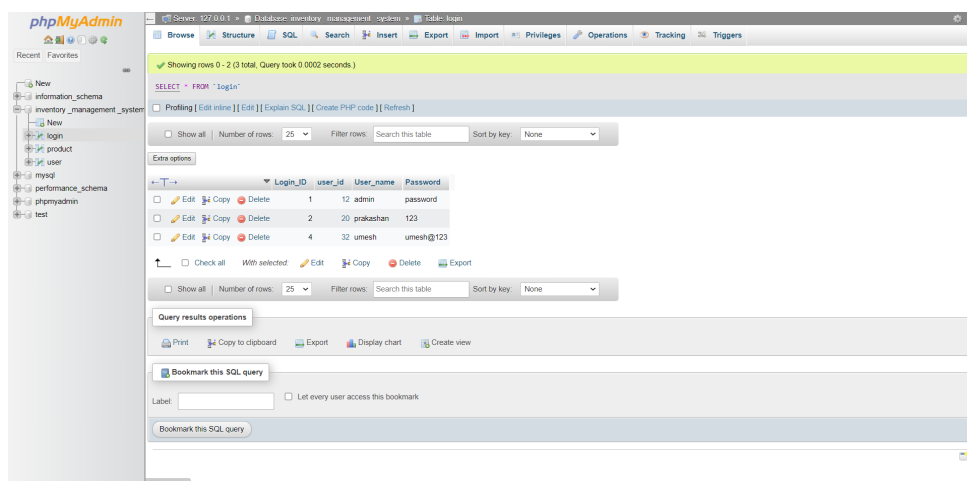 phpMyAdmin
Recent Favorites
New
information_schema
inventory _management _system
New
login
product
user
mysql
performance_schema
phpmyadmin
test
Server: 127.0.0.1 » Database: inventory _management _system » Table: login
Browse Structure SQL Search Insert Export Import Privileges Operations Tracking Triggers
Showing rows 0 - 2 (3 total, Query took 0.0002 seconds.)
SELECT * FROM `login`
Profiling [ Edit inline ] [ Edit ] [ Explain SQL ] [ Create PHP code ] [ Refresh ]
Show all | Number of rows: 25 Filter rows: Search this table Sort by key: None
Extra options
←T→ Login_ID user_id User_name Password
Edit Copy Delete 1 12 admin password
Edit Copy Delete 2 20 prakashan 123
Edit Copy Delete 4 32 umesh umesh@123
Check all With selected: Edit Copy Delete Export
Show all | Number of rows: 25 Filter rows: Search this table Sort by key: None
Query results operations
Print Copy to clipboard Export Display chart Create view
Bookmark this SQL query
Label: Let every user access this bookmark
Bookmark this SQL query